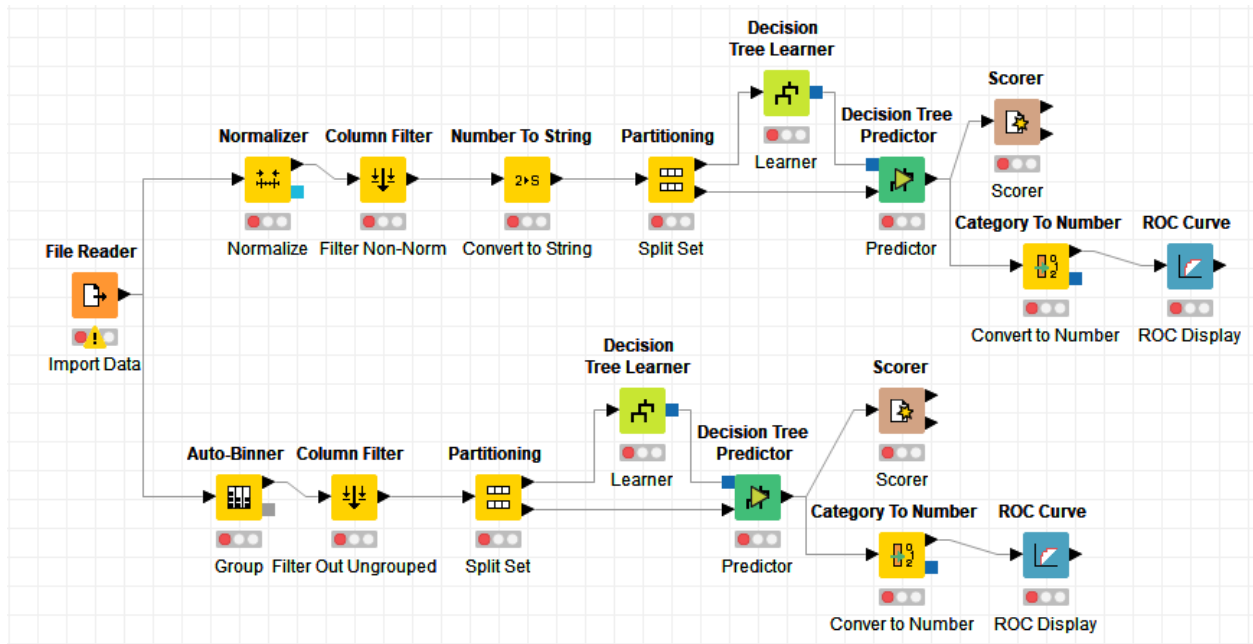 Decision
Tree Learner
Scorer
Normalizer
Column Filter
Number To String
Partitioning
Decision Tree
Predictor
2▸S
Learner
Scorer
Normalize
Filter Non-Norm
Convert to String
Split Set
Predictor
Category To Number
ROC Curve
File Reader
Convert to Number
ROC Display
Import Data
Decision
Tree Learner
Scorer
Auto-Binner
Column Filter
Partitioning
Decision Tree
Predictor
Learner
Scorer
Category To Number
ROC Curve
Group
Filter Out Ungrouped
Split Set
Predictor
Conver to Number
ROC Display